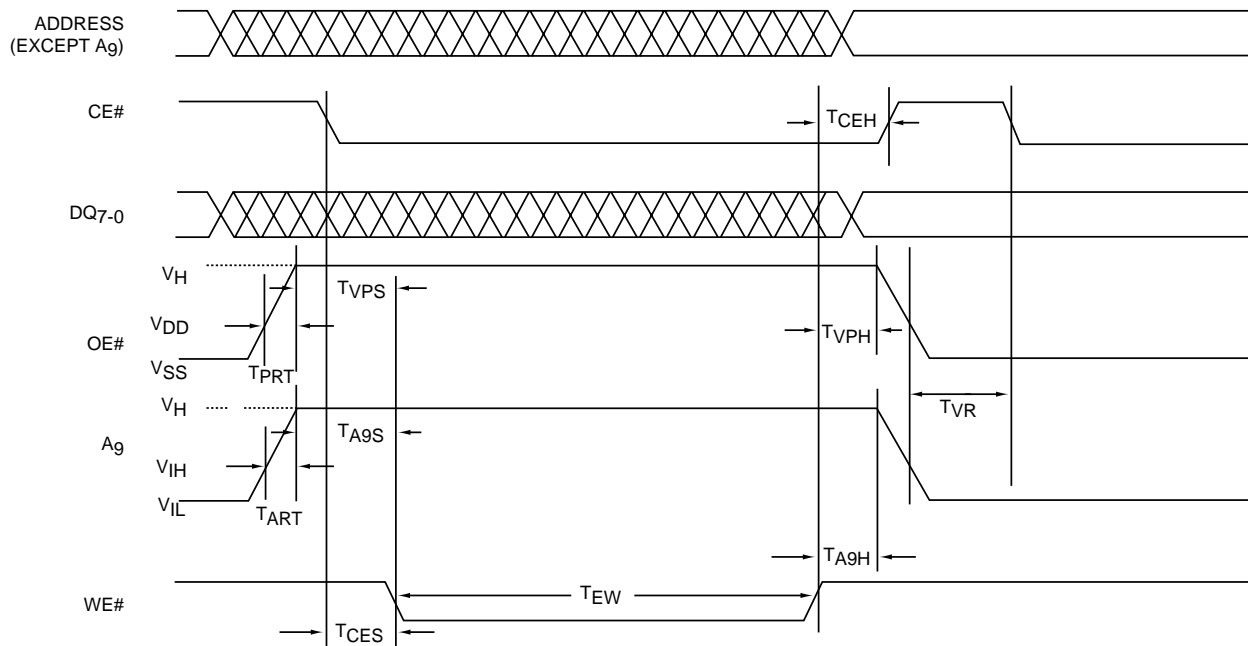 ADDRESS
(EXCEPT A9)
CE#
TCEH
DQ7-0
VH
TVPS
VDD
TVPH
OE#
VSS
TPRT
VH
TVR
TA9S
A9
VIH
VIL
TART
TA9H
WE#
TEW
TCES